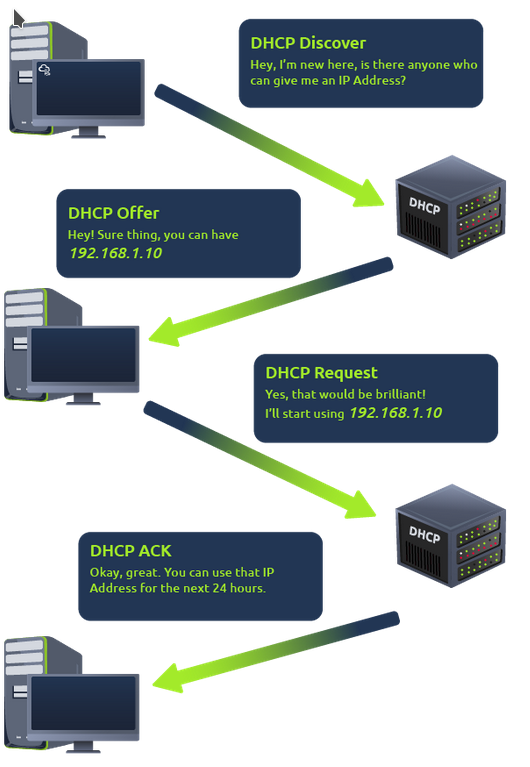 DHCP Discover
Hey, I'm new here, is there anyone who
can give me an IP Address?
DHCP
DHCP Offer
Hey! Sure thing, you can have
192.168.1.10
DHCP Request
Yes, that would be brilliant!
I'll start using 192.168.1.10
DHCP
DHCP ACK
Okay, great. You can use that IP
Address for the next 24 hours.